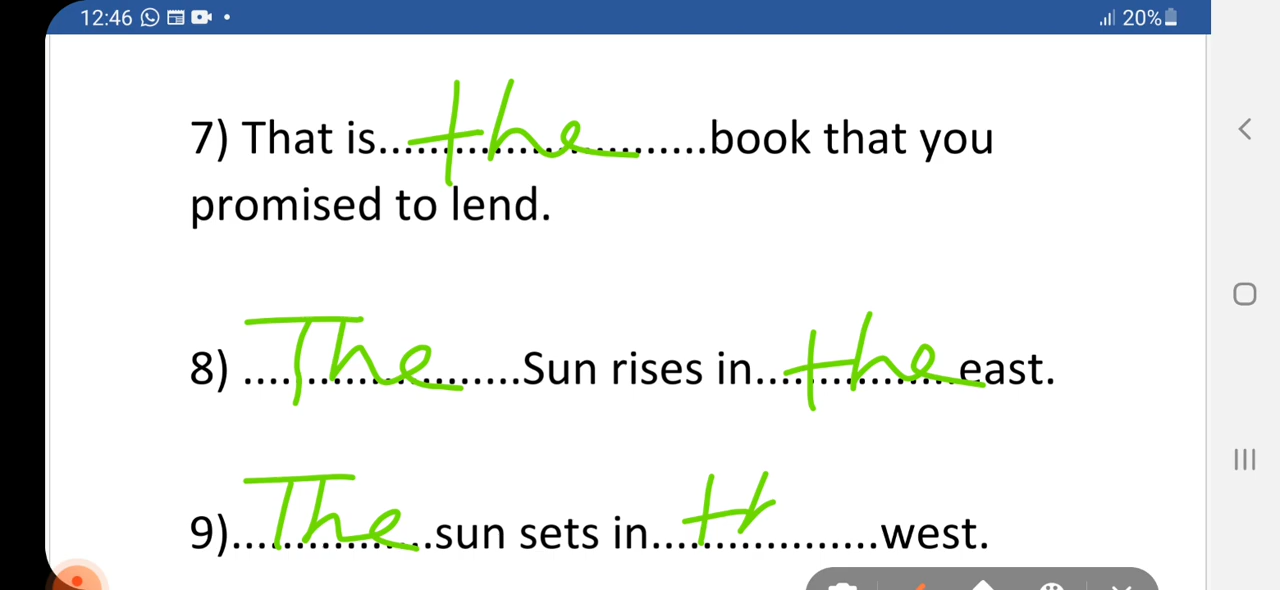 12:46 20%
7) That is......the......book that you
promised to lend.
8) ......The......Sun rises in......the......east.
9)......The......sun sets in......th......west.